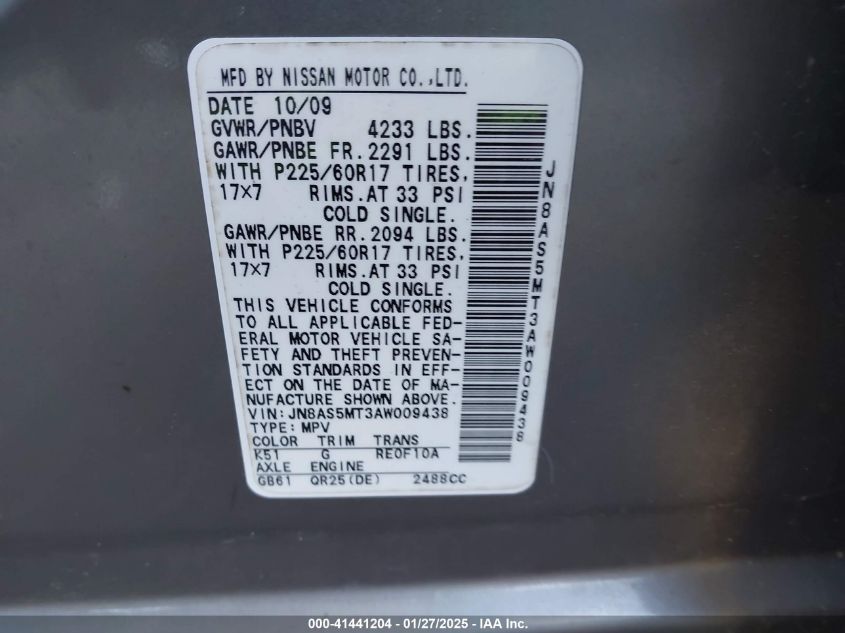 MFD BY NISSAN MOTOR CO.,LTD.
DATE 10/09
GVWR/PNBV 4233 LBS.
GAWR/PNBE FR. 2291 LBS.
WITH P225/60R17 TIRES,
17×7 RIMS. AT 33 PSI
COLD SINGLE.
GAWR/PNBE RR. 2094 LBS.
WITH P225/60R17 TIRES,
17×7 RIMS. AT 33 PSI
COLD SINGLE.
THIS VEHICLE CONFORMS
TO ALL APPLICABLE FED-
ERAL MOTOR VEHICLE SA-
FETY AND THEFT PREVEN-
TION STANDARDS IN EFF-
ECT ON THE DATE OF MA-
NUFACTURE SHOWN ABOVE.
VIN: JN8AS5MT3AW009438
TYPE: MPV
COLOR TRIM TRANS
K51 G RE0F10A
AXLE ENGINE
GB61 QR25(DE) 2488CC
JN8AS5MT3AW009438
000-41441204 | 01/27/2025 | IAA Inc.